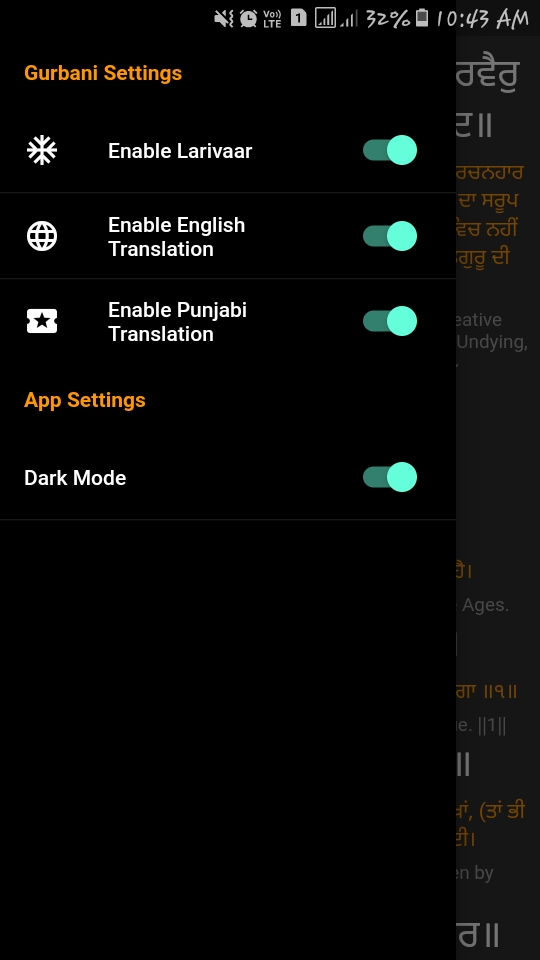 Vo))
LTE
1
32%
10:43 AM
Gurbani Settings
Enable Larivaar
Enable English
Translation
Enable Punjabi
Translation
App Settings
Dark Mode
ਰਵੈਰੁ
ਰਚਨਹਾਰ
ਦਾ ਸਰੂਪ
ਵਿਚ ਨਹੀਂ
ਗੁਰੂ ਦੀ
eative
Undying,
ਹੈ।
Ages.
ਗਾ ॥੧॥
e. ||1||
॥
ਖਾਂ, (ਤਾਂ ਭੀ
ਈ।
en by
ਰ॥